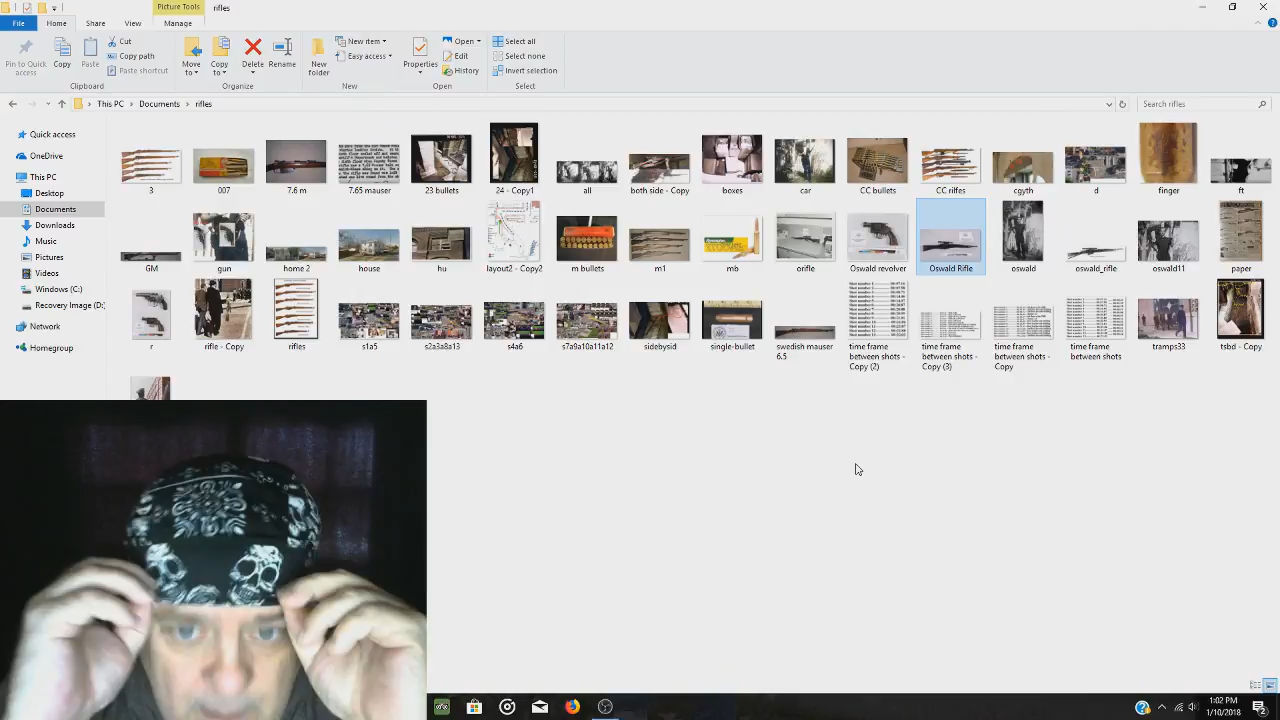 Picture Tools rifles
File Home Share View Manage
Pin to Quick access
Copy
Paste
Cut
Copy path
Paste shortcut
Clipboard
Move to
Copy to
Delete
Rename
Organize
New folder
New item
Easy access
New
Properties
Open
Edit
History
Open
Select all
Select none
Invert selection
Select
This PC Documents rifles
Search rifles
Quick access
OneDrive
This PC
Desktop
Documents
Downloads
Music
Pictures
Videos
Windows (C:)
Recovery Image (D:
Network
Homegroup
3 007 7.6 m 7.65 mauser 23 bullets 24 - Copy1 all both side - Copy boxes car CC bullets CC rilfes cgyth d finger ft
GM gun home 2 house hu layout2 - Copy2 m bullets m1 mb orifle Oswald revolver Oswald Rifle oswald oswald_rifle oswald11 paper
r rifle - Copy rifles s1a5 s2a3a8a13 s4a6 s7a9a10a11a12 sidebysid single-bullet swedish mauser 6.5 time frame between shots - Copy (2) time frame between shots - Copy (3) time frame between shots - Copy time frame between shots tramps33 tsbd - Copy
1:02 PM
1/10/2018